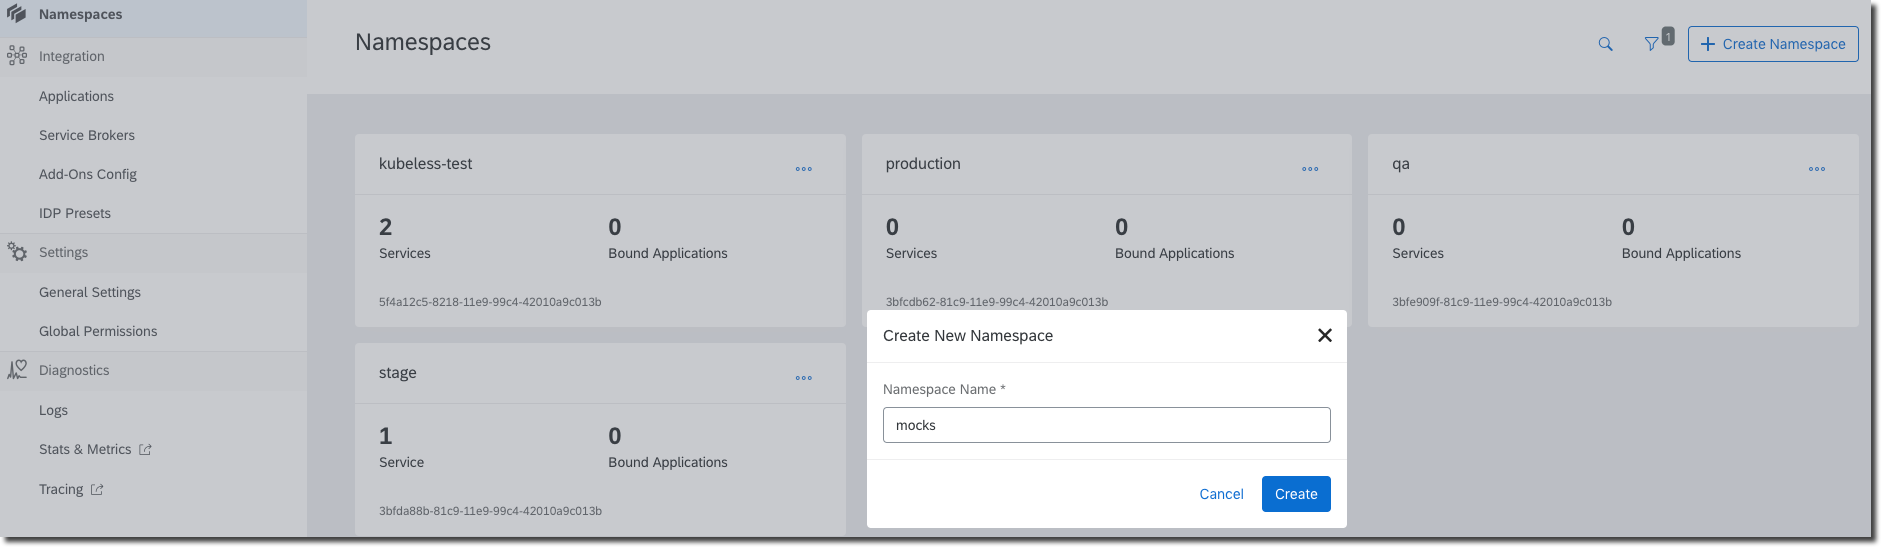 Namespaces
Integration
Applications
Service Brokers
Add-Ons Config
IDP Presets
Settings
General Settings
Global Permissions
Diagnostics
Logs
Stats & Metrics
Tracing
Namespaces
1
+ Create Namespace
kubeless-test
2
Services
0
Bound Applications
5f4a12c5-8218-11e9-99c4-42010a9c013b
production
0
Services
0
Bound Applications
3bfcdb62-81c9-11e9-99c4-42010a9c013b
qa
0
Services
0
Bound Applications
3bfe909f-81c9-11e9-99c4-42010a9c013b
stage
1
Service
0
Bound Applications
3bfda88b-81c9-11e9-99c4-42010a9c013b
Create New Namespace
Namespace Name *
mocks
Cancel
Create